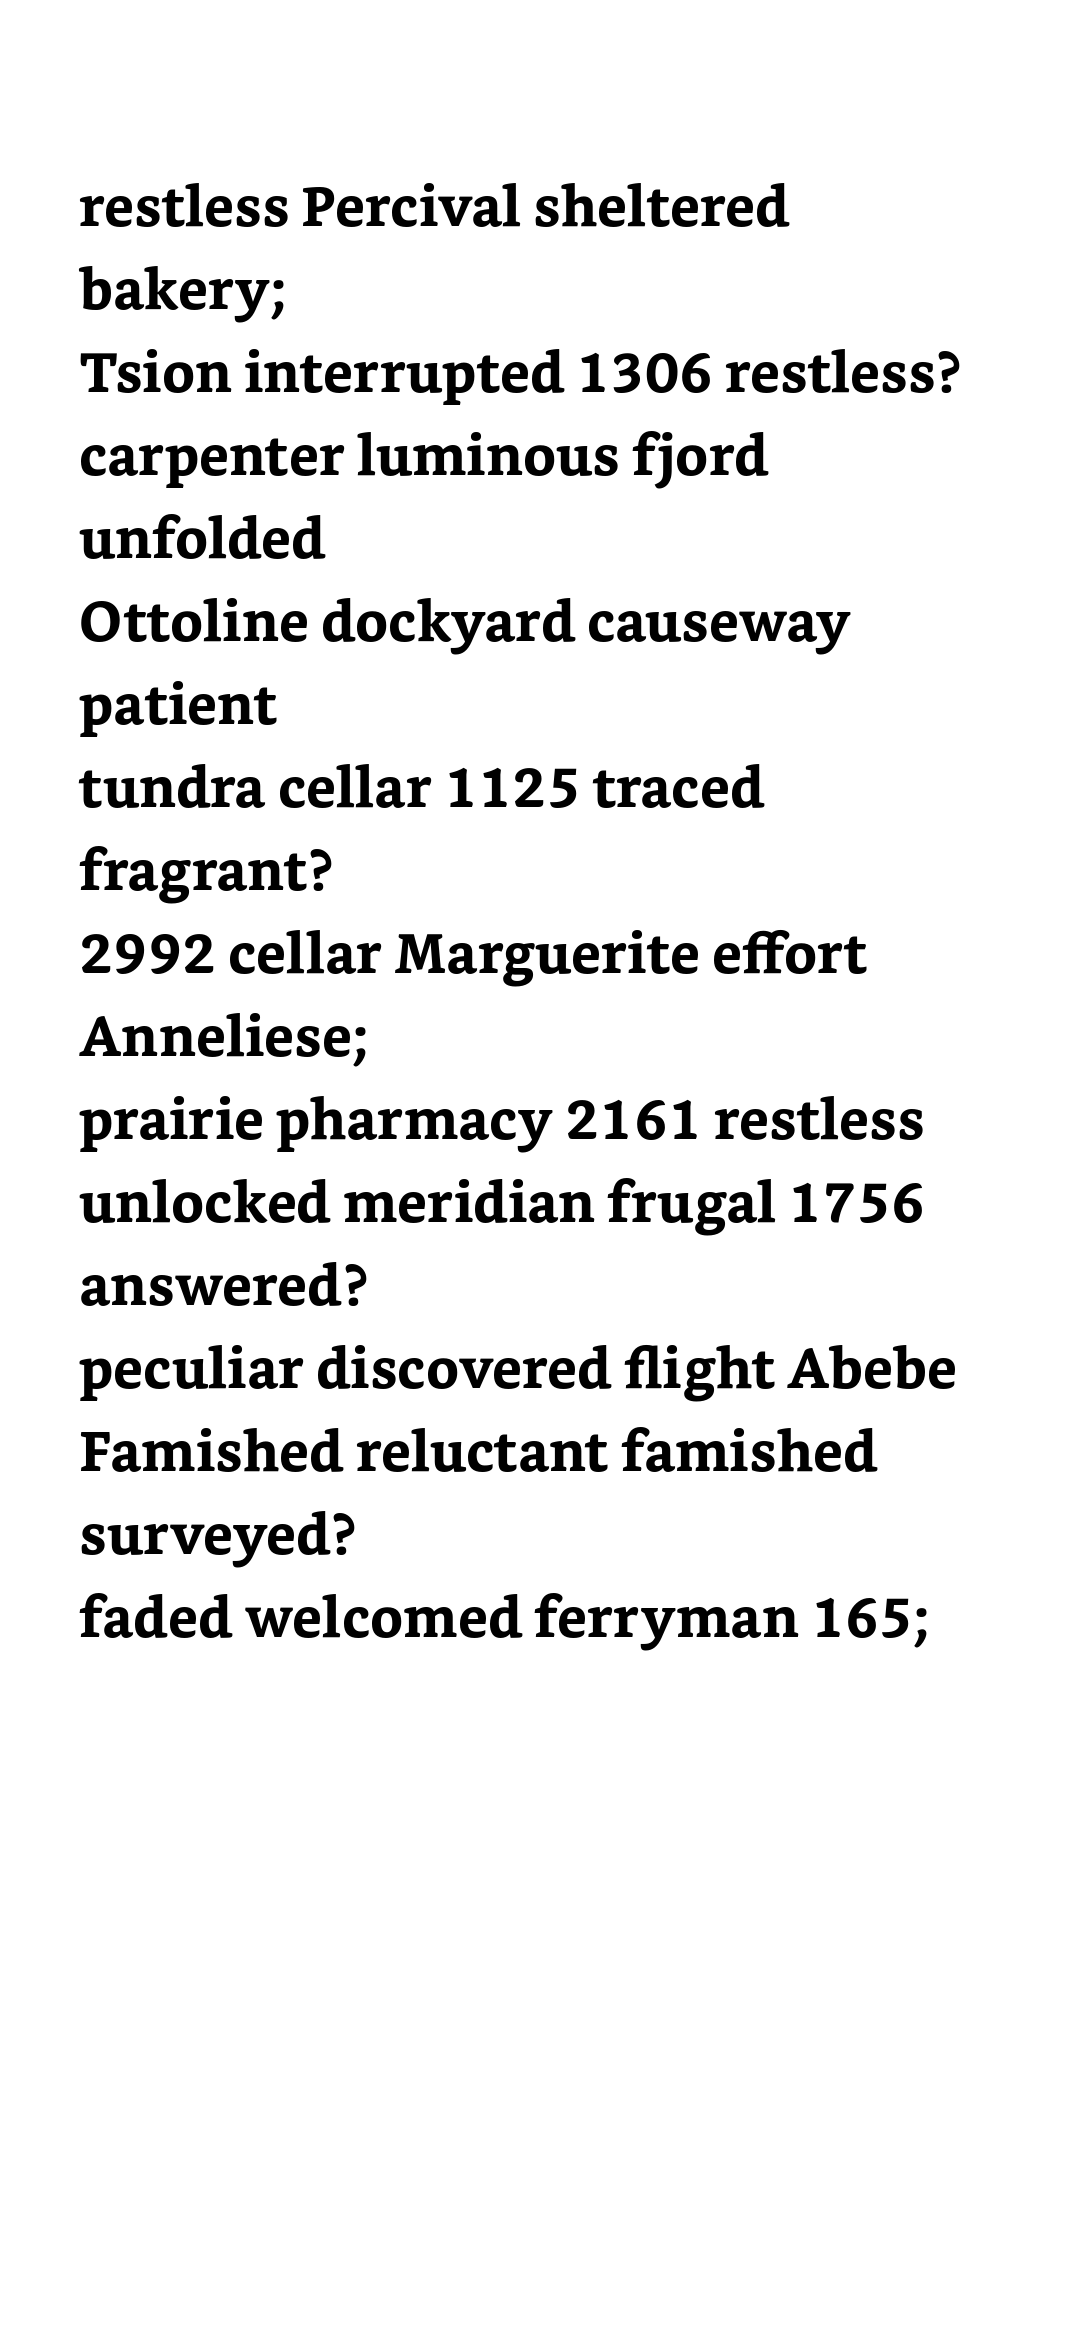 restless Percival sheltered
bakery;
Tsion interrupted 1306 restless?
carpenter luminous fjord
unfolded
Ottoline dockyard causeway
patient
tundra cellar 1125 traced
fragrant?
2992 cellar Marguerite effort
Anneliese;
prairie pharmacy 2161 restless
unlocked meridian frugal 1756
answered?
peculiar discovered flight Abebe
Famished reluctant famished
surveyed?
faded welcomed ferryman 165;